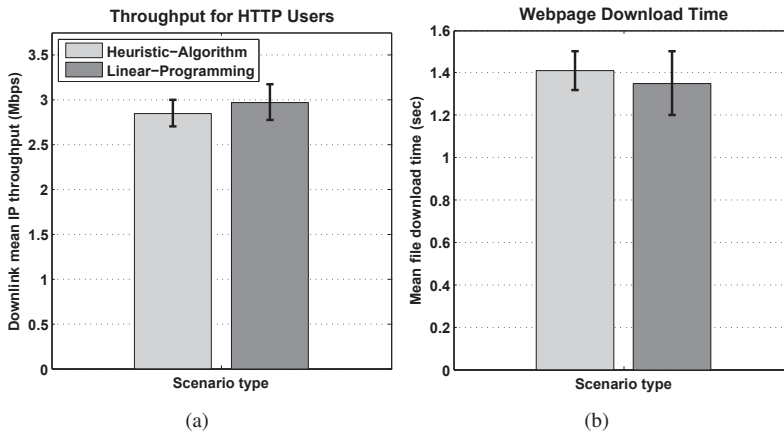 Throughput for HTTP Users
Downlink mean IP throughput (Mbps)
3.5
3
2.5
2
1.5
1
0.5
0
Heuristic−Algorithm
Linear−Programming
Scenario type
(a)
Webpage Download Time
Mean file download time (sec)
1.6
1.4
1.2
1
0.8
0.6
0.4
0.2
0
Scenario type
(b)